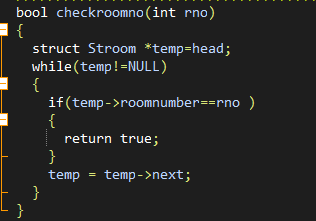 bool checkroomno(int rno)
{
struct Stroom *temp=head;
while(temp!=NULL)
{
if(temp->roomnumber==rno )
{
return true;
}
temp = temp->next;
}
}